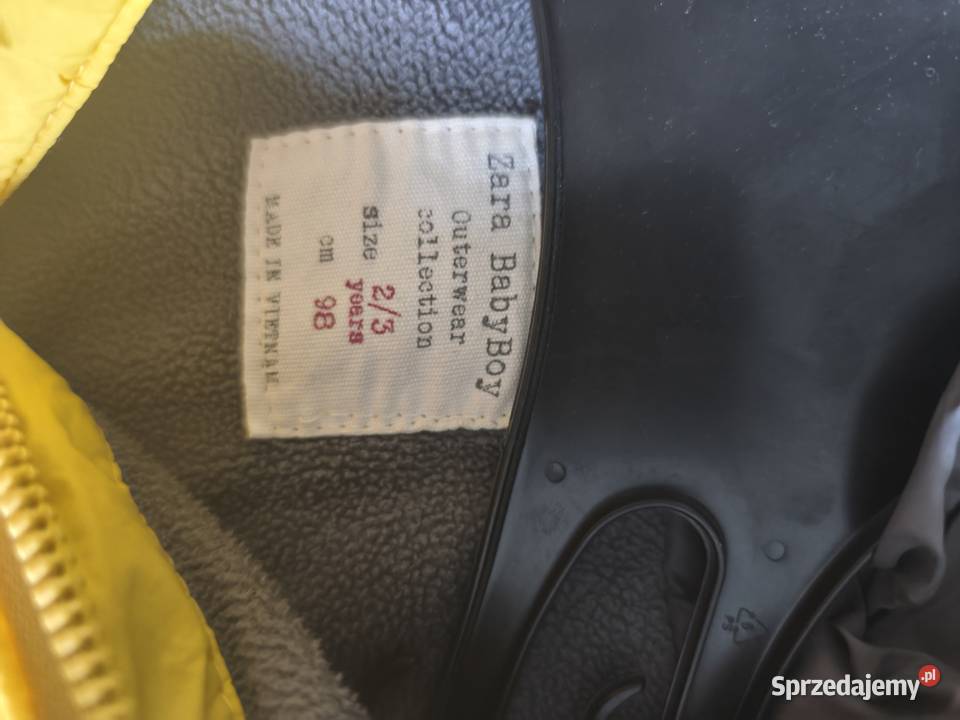 Zara BabyBoy
Outerwear
collection
size 2/3
years
cm 98
MADE IN VIETNAM
Sprzedajemy.pl